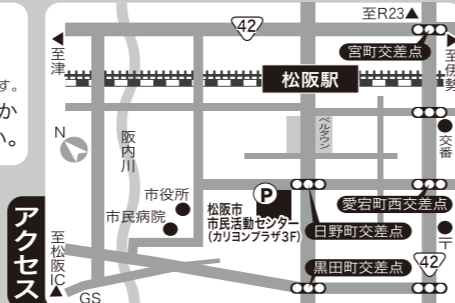 至R23▲
42
宮町交差点
◀至津
▶至伊勢
す。
か
い。
松阪駅
N
阪内川
ベルタウン
交番
市役所
市民病院
P
松阪市
市民活動センター
(カリヨンプラザ3F)
愛宕町西交差点
日野町交差点
アクセス
至松阪IC▲
黒田町交差点
〒
42
GS